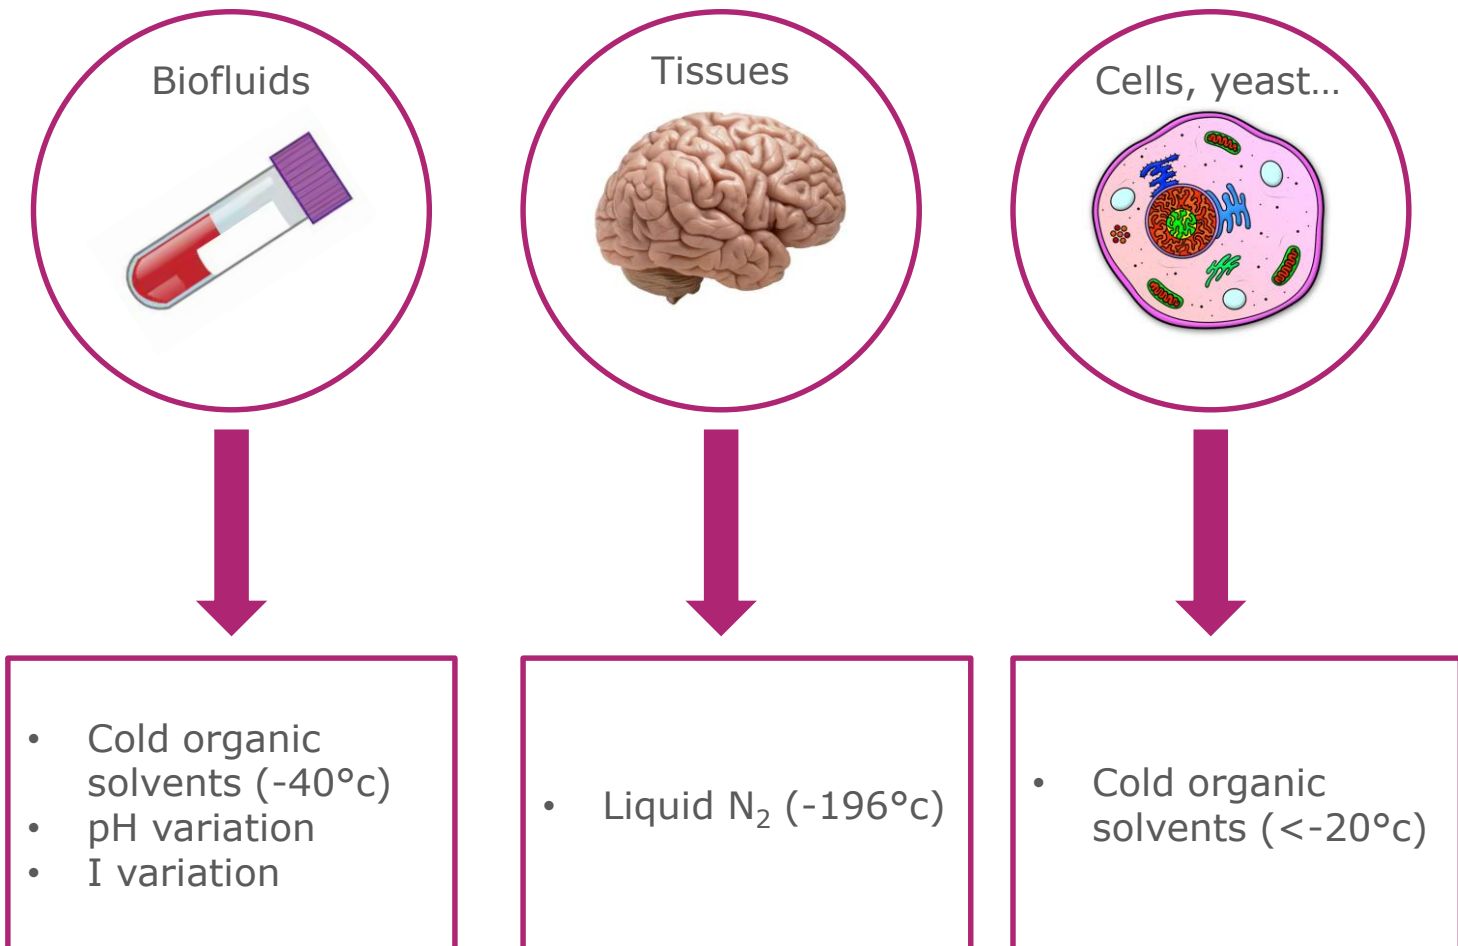 Biofluids
Tissues
Cells, yeast...
• Cold organic
solvents (-40°c)
• pH variation
• I variation
• Liquid N₂ (-196°c)
• Cold organic
solvents (<-20°c)